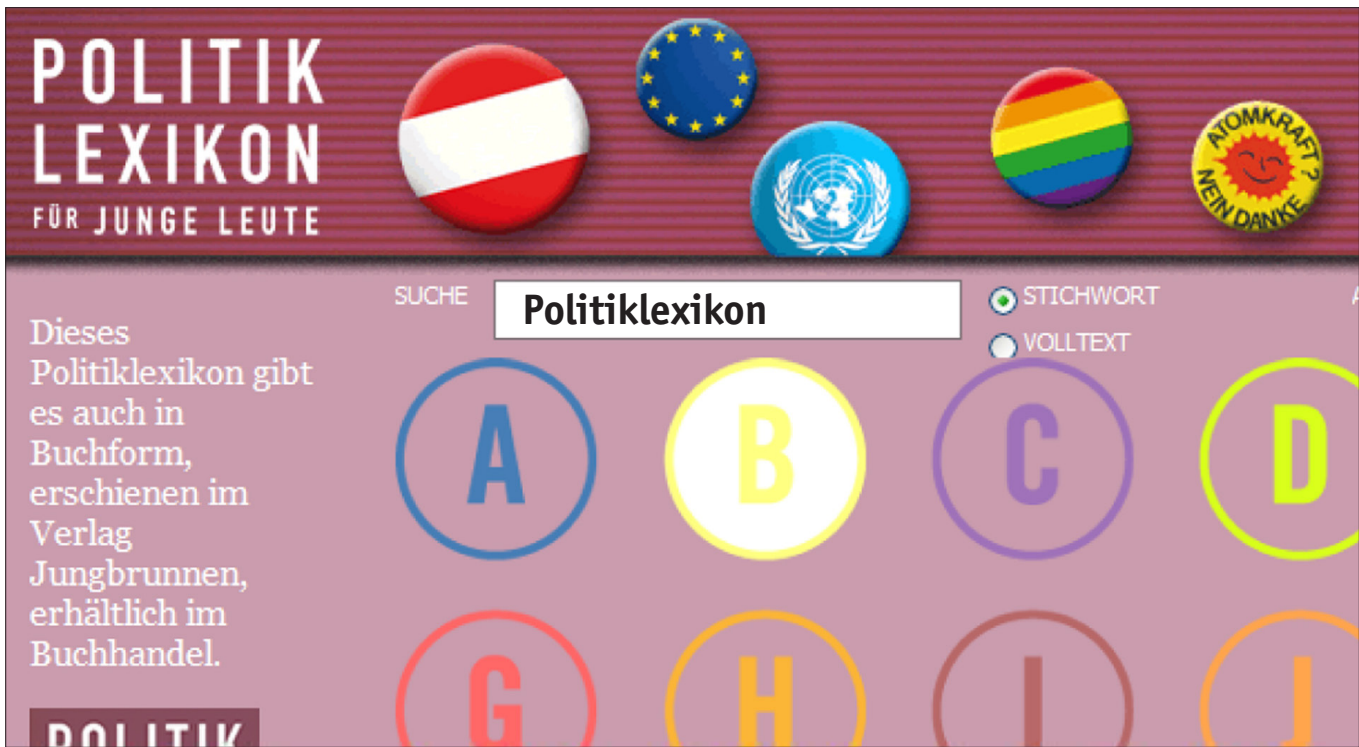 POLITIK
LEXIKON
FÜR JUNGE LEUTE
ATOMKRAFT?
NEIN DANKE
SUCHE
Politiklexikon
STICHWORT
VOLLTEXT
Dieses
Politiklexikon gibt
es auch in
Buchform,
erschienen im
Verlag
Jungbrunnen,
erhältlich im
Buchhandel.
A B C D
G H I J
POLITIK